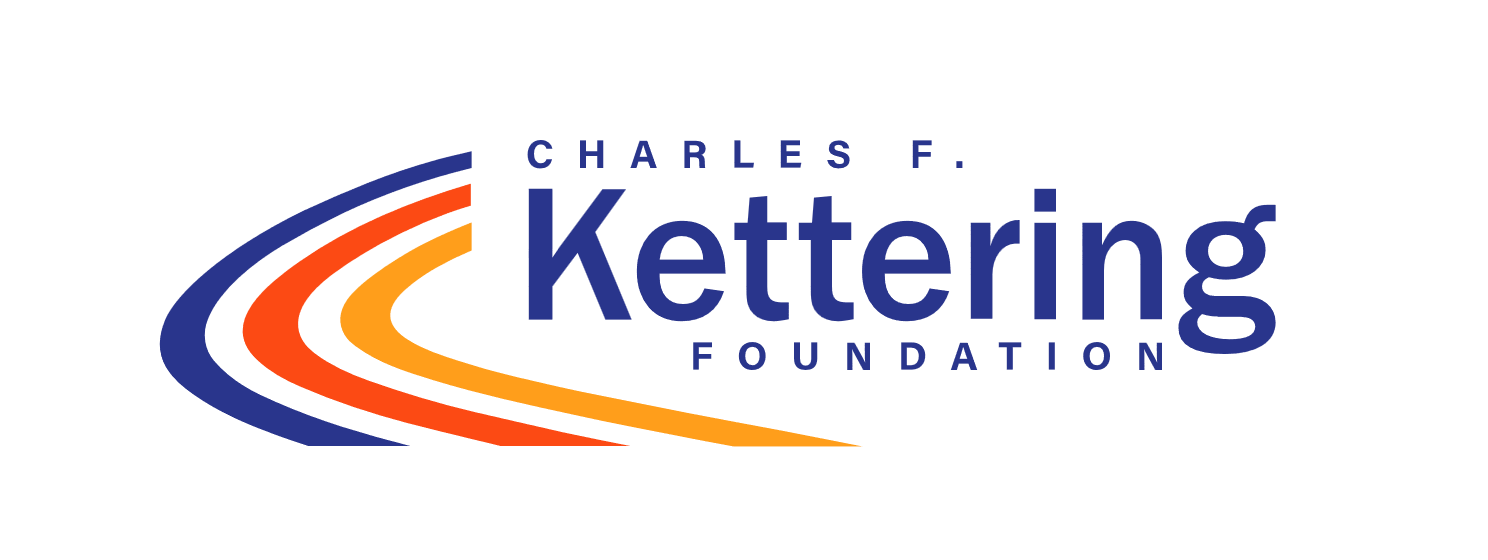 CHARLES F.
Kettering
FOUNDATION